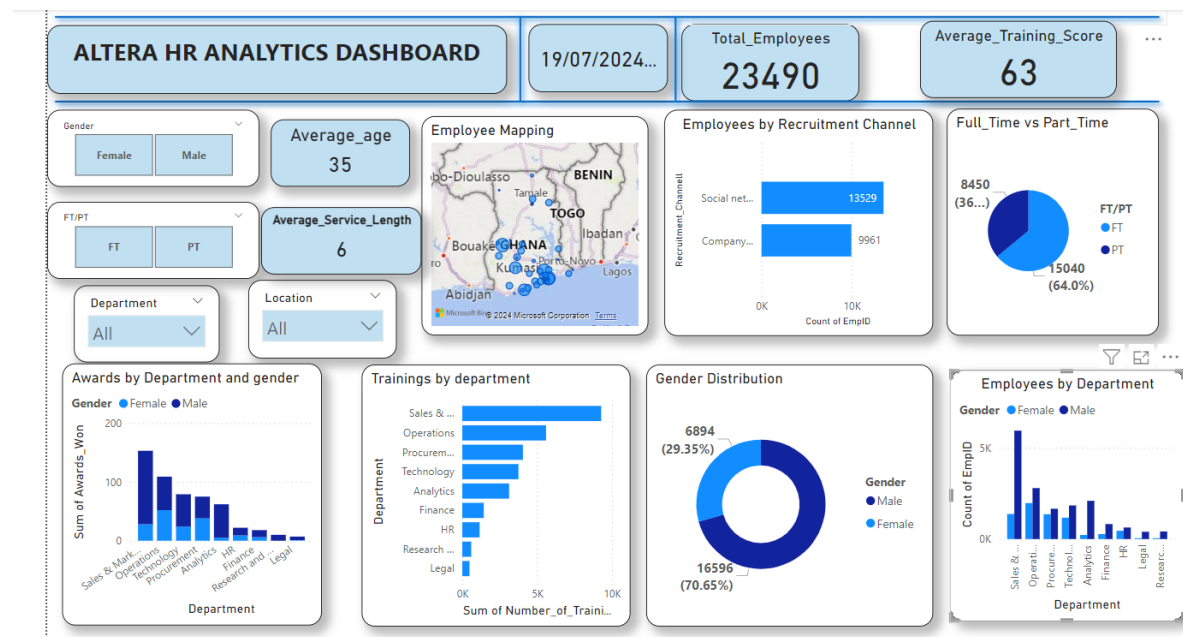 ALTERA HR ANALYTICS DASHBOARD
19/07/2024...
Total_Employees
23490
Average_Training_Score
63
Gender
Female Male
Average_age
35
FT/PT
FT PT
Average_Service_Length
6
Department
All
Location
All
Employee Mapping
bo-Dioulasso
BENIN
Tamale
TOGO
Ibadan
Bouaké
GHANA
ro
Kumasi
Porto-Novo
Lagos
Abidjan
Microsoft Bing
© 2024 Microsoft Corporation Terms
Employees by Recruitment Channel
Recruitment_Channell
Social net... 13529
Company... 9961
0K 10K
Count of EmpID
Full_Time vs Part_Time
8450
(36...)
15040
(64.0%)
FT/PT
FT
PT
Awards by Department and gender
Gender Female Male
Sum of Awards_Won
200
100
0
Sales & Mark...
Operations
Technology
Procurement
Analytics
HR
Finance
Research and ...
Legal
Department
Trainings by department
Department
Sales & ...
Operations
Procurem...
Technology
Analytics
Finance
HR
Research ...
Legal
0K 5K 10K
Sum of Number_of_Traini...
Gender Distribution
6894
(29.35%)
16596
(70.65%)
Gender
Male
Female
Employees by Department
Gender Female Male
Count of EmpID
5K
0K
Sales & ...
Operati...
Procure...
Technol...
Analytics
Finance
HR
Legal
Researc...
Department